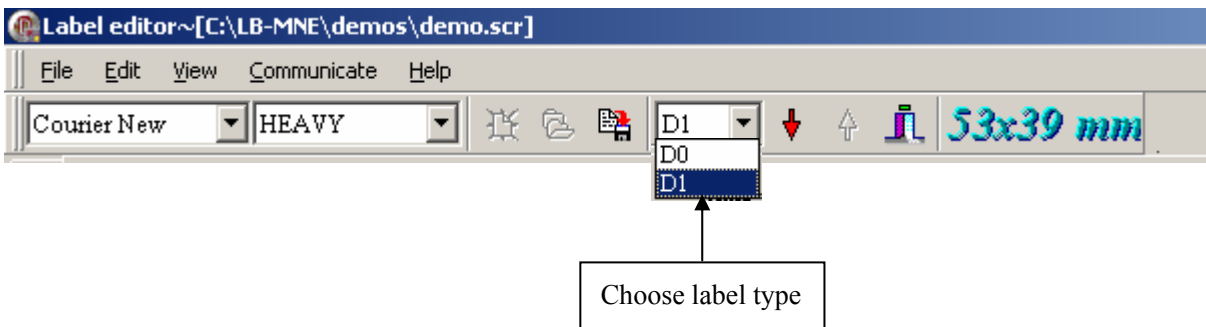 Label editor~[C:\LB-MNE\demos\demo.scr]
File Edit View Communicate Help
Courier New HEAVY D1 53x39 mm
D0
D1
Choose label type